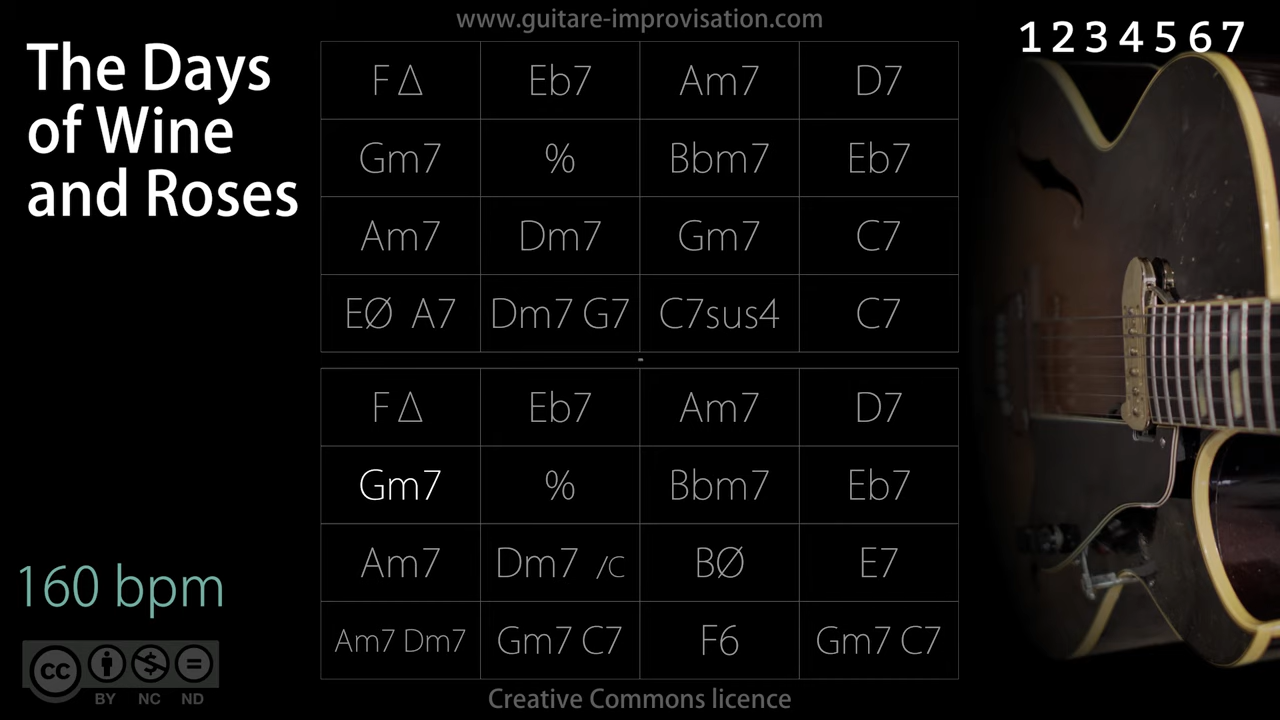 www.guitare-improvisation.com
1 2 3 4 5 6 7
The Days
of Wine
and Roses
F Δ Eb7 Am7 D7
Gm7 % Bbm7 Eb7
Am7 Dm7 Gm7 C7
EØ A7 Dm7 G7 C7sus4 C7
-
F Δ Eb7 Am7 D7
Gm7 % Bbm7 Eb7
Am7 Dm7 /C BØ E7
Am7 Dm7 Gm7 C7 F6 Gm7 C7
160 bpm
cc
BY NC ND
Creative Commons licence